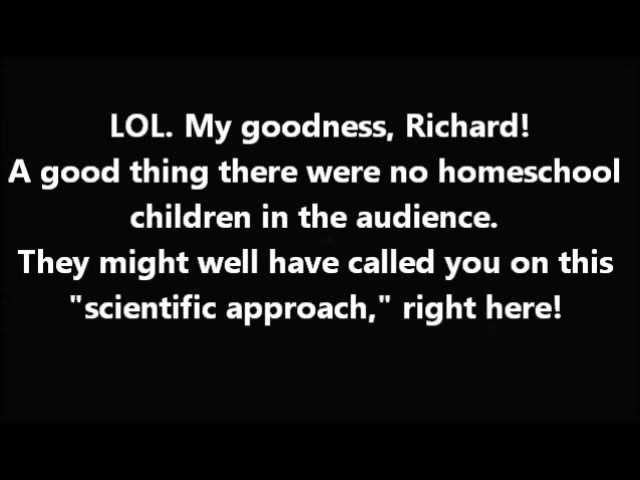 LOL. My goodness, Richard!
A good thing there were no homeschool
children in the audience.
They might well have called you on this
"scientific approach," right here!